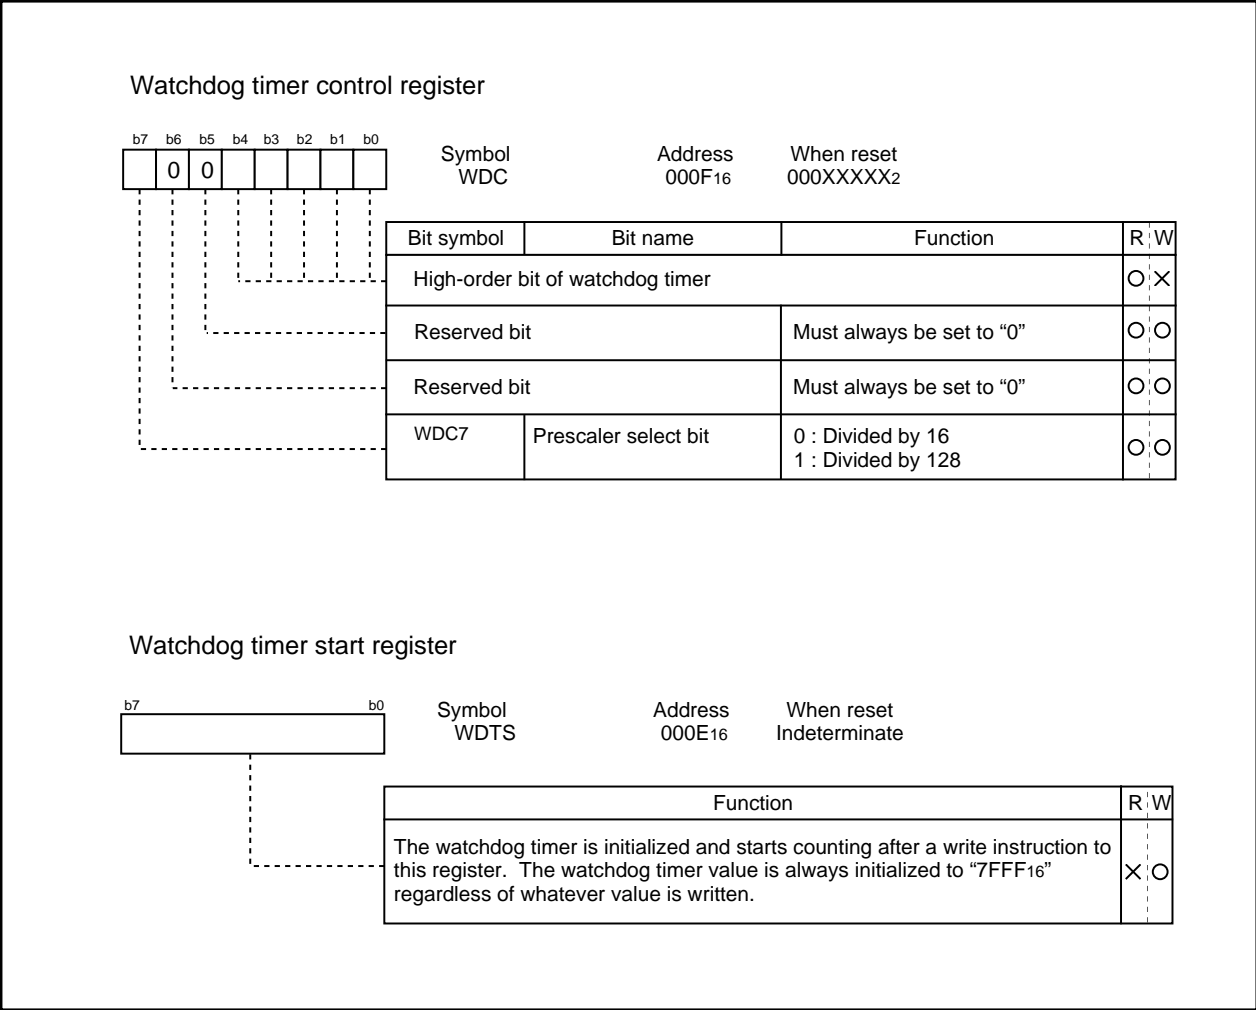 Watchdog timer control register
b7 b6 b5 b4 b3 b2 b1 b0
0 0
Symbol Address When reset
WDC 000F16 000XXXXX2
Bit symbol Bit name Function R W
High-order bit of watchdog timer
Reserved bit Must always be set to “0”
Reserved bit Must always be set to “0”
WDC7 Prescaler select bit 0 : Divided by 16
1 : Divided by 128
Watchdog timer start register
b7 b0
Symbol Address When reset
WDTS 000E16 Indeterminate
Function R W
The watchdog timer is initialized and starts counting after a write instruction to
this register. The watchdog timer value is always initialized to “7FFF16”
regardless of whatever value is written.